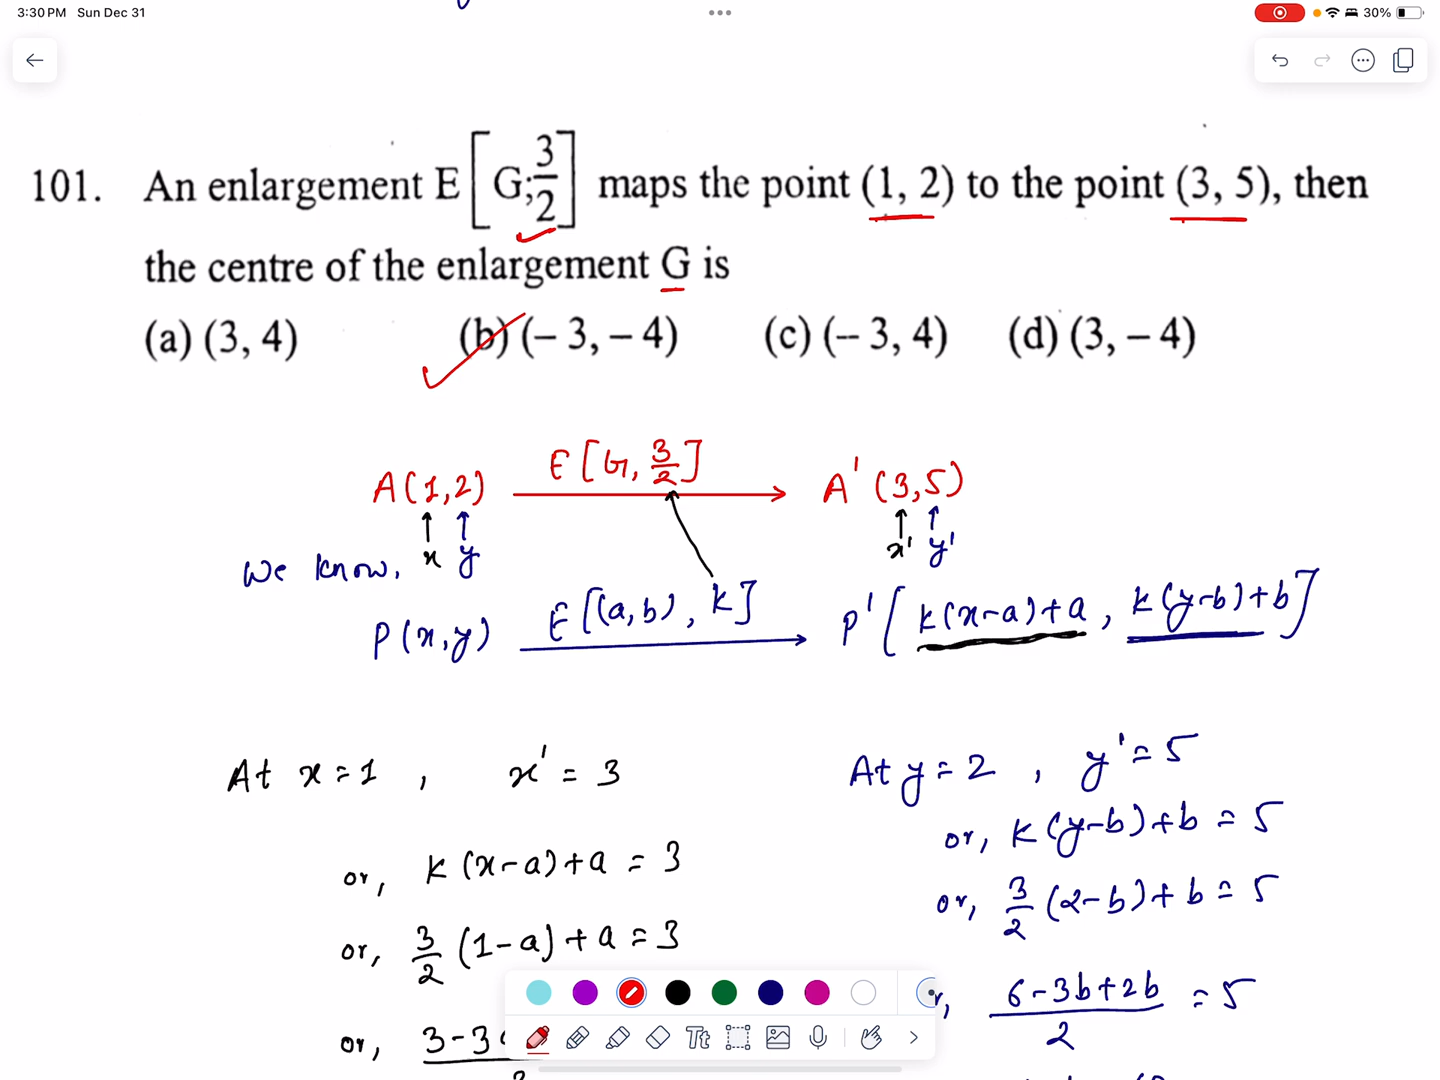 3:30 PM Sun Dec 31
30%
101. An enlargement E [G; 3/2] maps the point (1, 2) to the point (3, 5), then
the centre of the enlargement G is
(a) (3, 4) (b) (– 3, – 4) (c) (– 3, 4) (d) (3, – 4)
A(1,2) E[G, 3/2] A'(3,5)
x y x' y'
We know,
P(x,y) E[(a,b), k] P'[k(x-a)+a, k(y-b)+b]
At x=1, x' = 3
or, k(x-a)+a = 3
or, 3/2 (1-a)+a = 3
or, 3-3
At y=2, y'=5
or, k(y-b)+b = 5
or, 3/2 (2-b)+b = 5
r, (6-3b+2b)/2 = 5
Tt